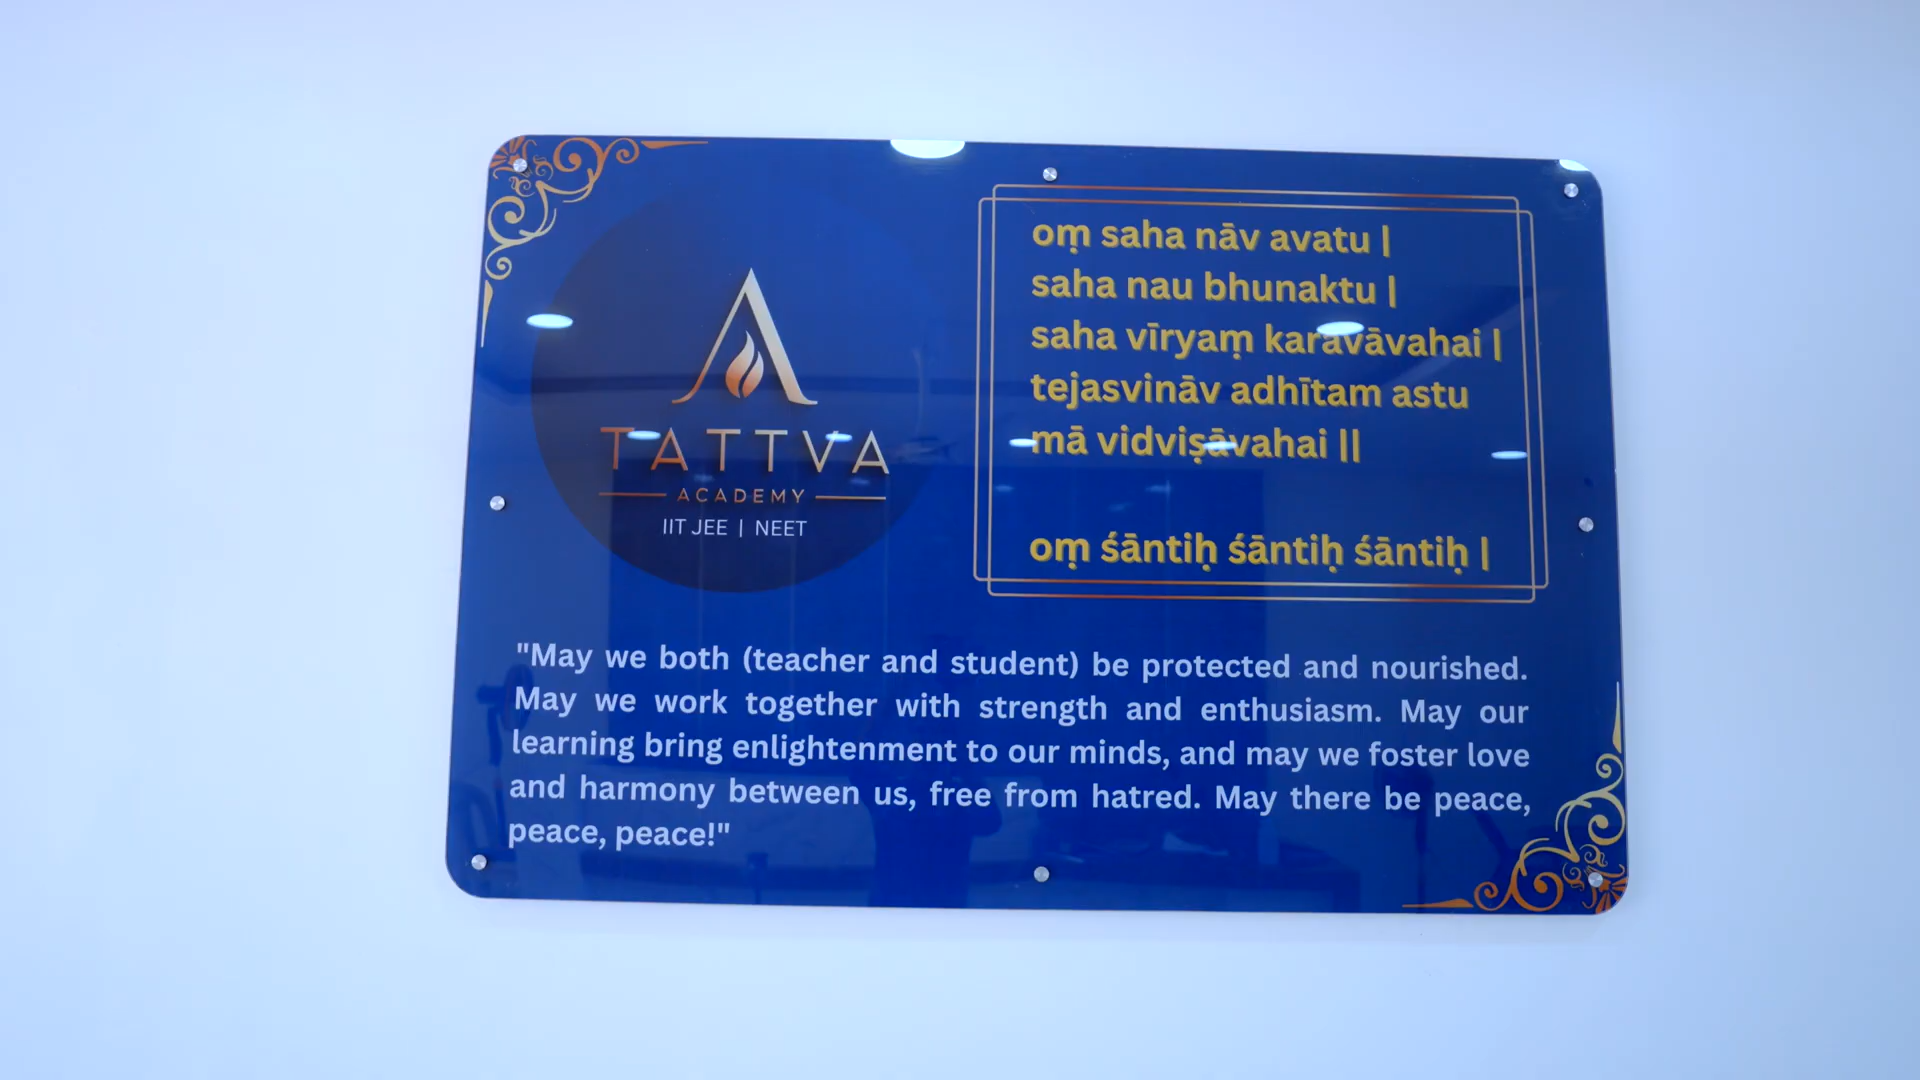 TATTVA
ACADEMY
IIT JEE | NEET
oṃ saha nāv avatu |
saha nau bhunaktu |
saha vīryaṃ karavāvahai |
tejasvināv adhītam astu
mā vidviṣāvahai ||
oṃ śāntiḥ śāntiḥ śāntiḥ |
"May we both (teacher and student) be protected and nourished.
May we work together with strength and enthusiasm. May our
learning bring enlightenment to our minds, and may we foster love
and harmony between us, free from hatred. May there be peace,
peace, peace!"